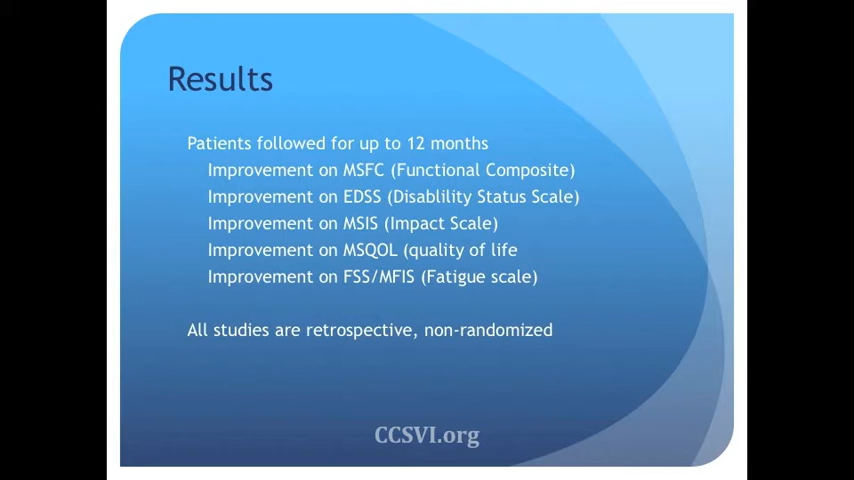 Results
Patients followed for up to 12 months
Improvement on MSFC (Functional Composite)
Improvement on EDSS (Disablility Status Scale)
Improvement on MSIS (Impact Scale)
Improvement on MSQOL (quality of life
Improvement on FSS/MFIS (Fatigue scale)
All studies are retrospective, non-randomized
CCSVI.org